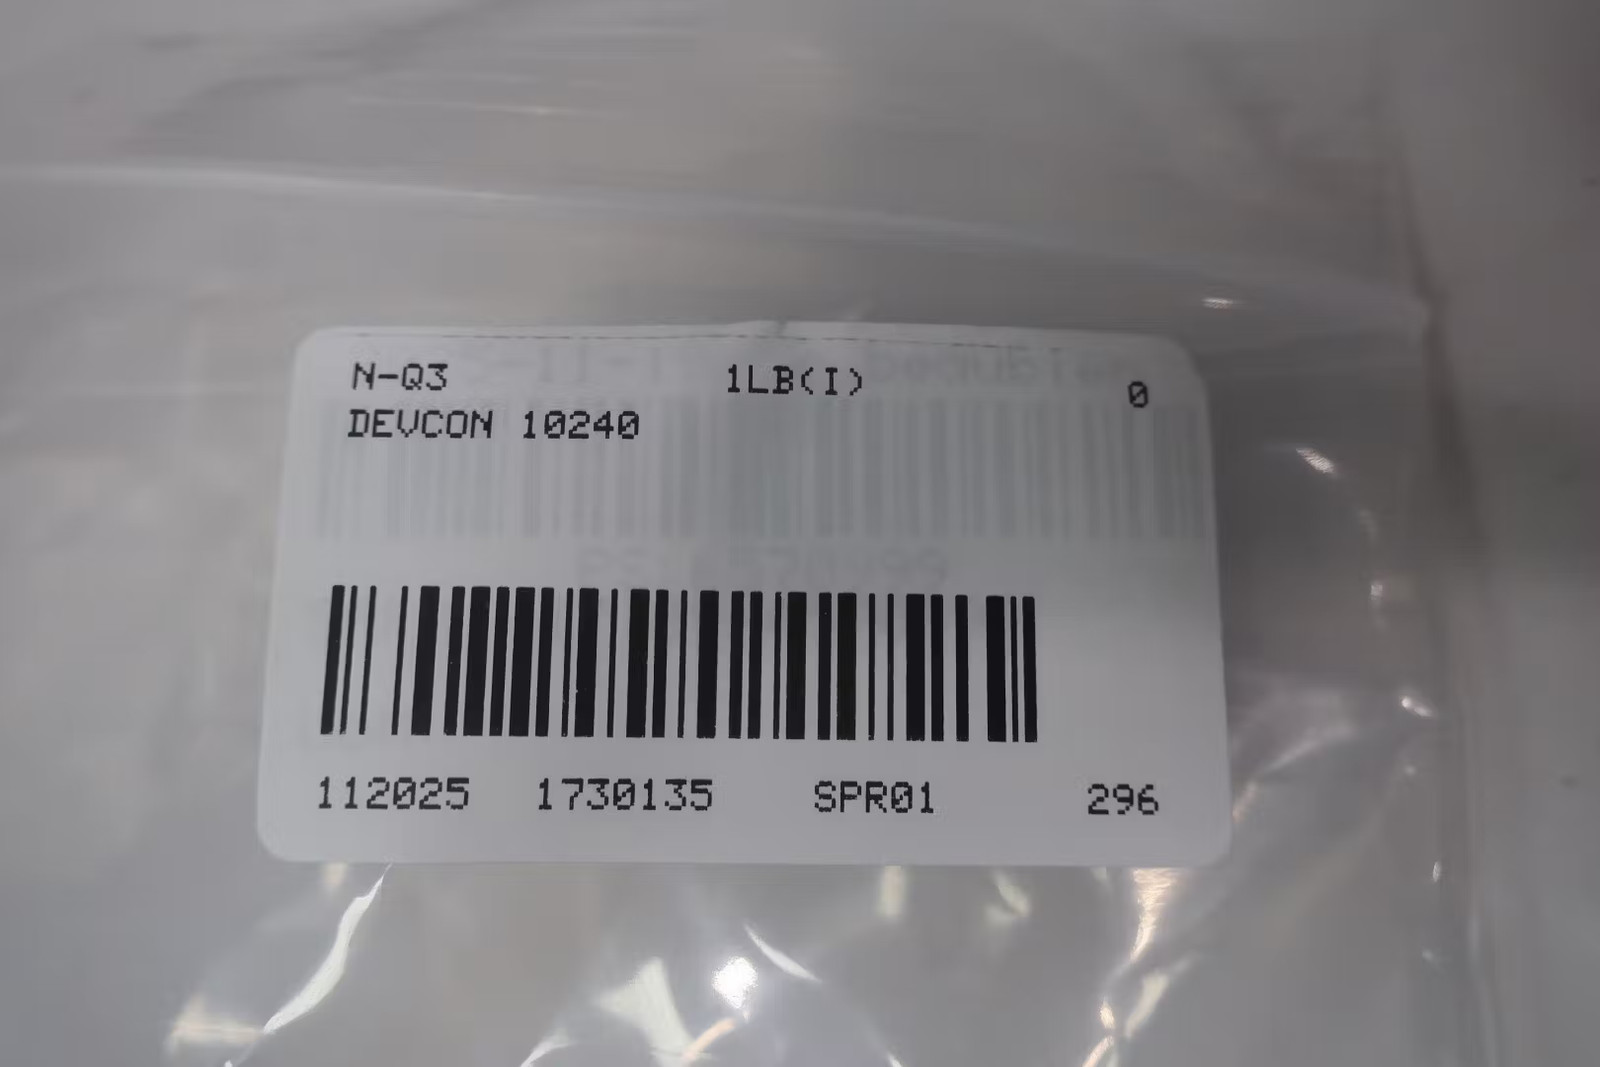 N-Q3 1LB(I) 0
DEVCON 10240
112025 1730135 SPR01 296